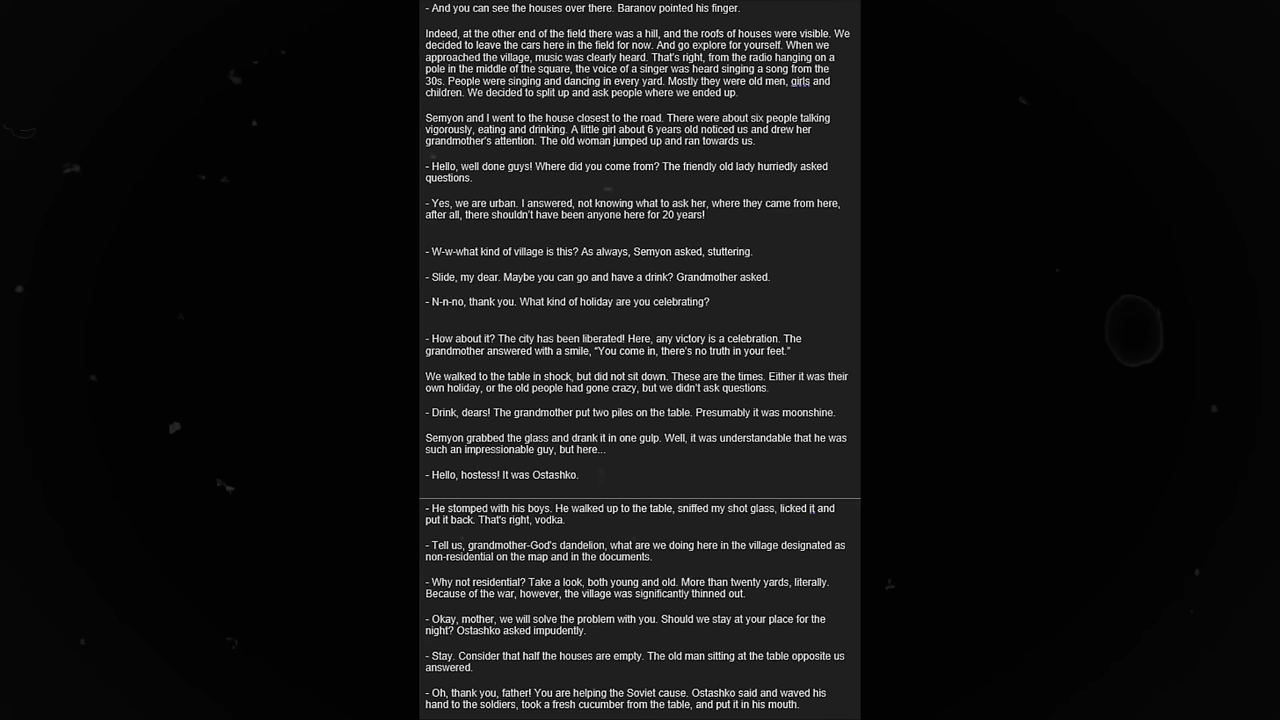 - And you can see the houses over there. Baranov pointed his finger.
Indeed, at the other end of the field there was a hill, and the roofs of houses were visible. We
decided to leave the cars here in the field for now. And go explore for yourself. When we
approached the village, music was clearly heard. That's right, from the radio hanging on a
pole in the middle of the square, the voice of a singer was heard singing a song from the
30s. People were singing and dancing in every yard. Mostly they were old men, girls and
children. We decided to split up and ask people where we ended up.
Semyon and I went to the house closest to the road. There were about six people talking
vigorously, eating and drinking. A little girl about 6 years old noticed us and drew her
grandmother's attention. The old woman jumped up and ran towards us.
- Hello, well done guys! Where did you come from? The friendly old lady hurriedly asked
questions.
- Yes, we are urban. I answered, not knowing what to ask her, where they came from here,
after all, there shouldn't have been anyone here for 20 years!
- W-w-what kind of village is this? As always, Semyon asked, stuttering.
- Slide, my dear. Maybe you can go and have a drink? Grandmother asked.
- N-n-no, thank you. What kind of holiday are you celebrating?
- How about it? The city has been liberated! Here, any victory is a celebration. The
grandmother answered with a smile, “You come in, there's no truth in your feet.”
We walked to the table in shock, but did not sit down. These are the times. Either it was their
own holiday, or the old people had gone crazy, but we didn't ask questions.
- Drink, dears! The grandmother put two piles on the table. Presumably it was moonshine.
Semyon grabbed the glass and drank it in one gulp. Well, it was understandable that he was
such an impressionable guy, but here...
- Hello, hostess! It was Ostashko.
- He stomped with his boys. He walked up to the table, sniffed my shot glass, licked it and
put it back. That's right, vodka.
- Tell us, grandmother-God's dandelion, what are we doing here in the village designated as
non-residential on the map and in the documents.
- Why not residential? Take a look, both young and old. More than twenty yards, literally.
Because of the war, however, the village was significantly thinned out.
- Okay, mother, we will solve the problem with you. Should we stay at your place for the
night? Ostashko asked impudently.
- Stay. Consider that half the houses are empty. The old man sitting at the table opposite us
answered.
- Oh, thank you, father! You are helping the Soviet cause. Ostashko said and waved his
hand to the soldiers, took a fresh cucumber from the table, and put it in his mouth.